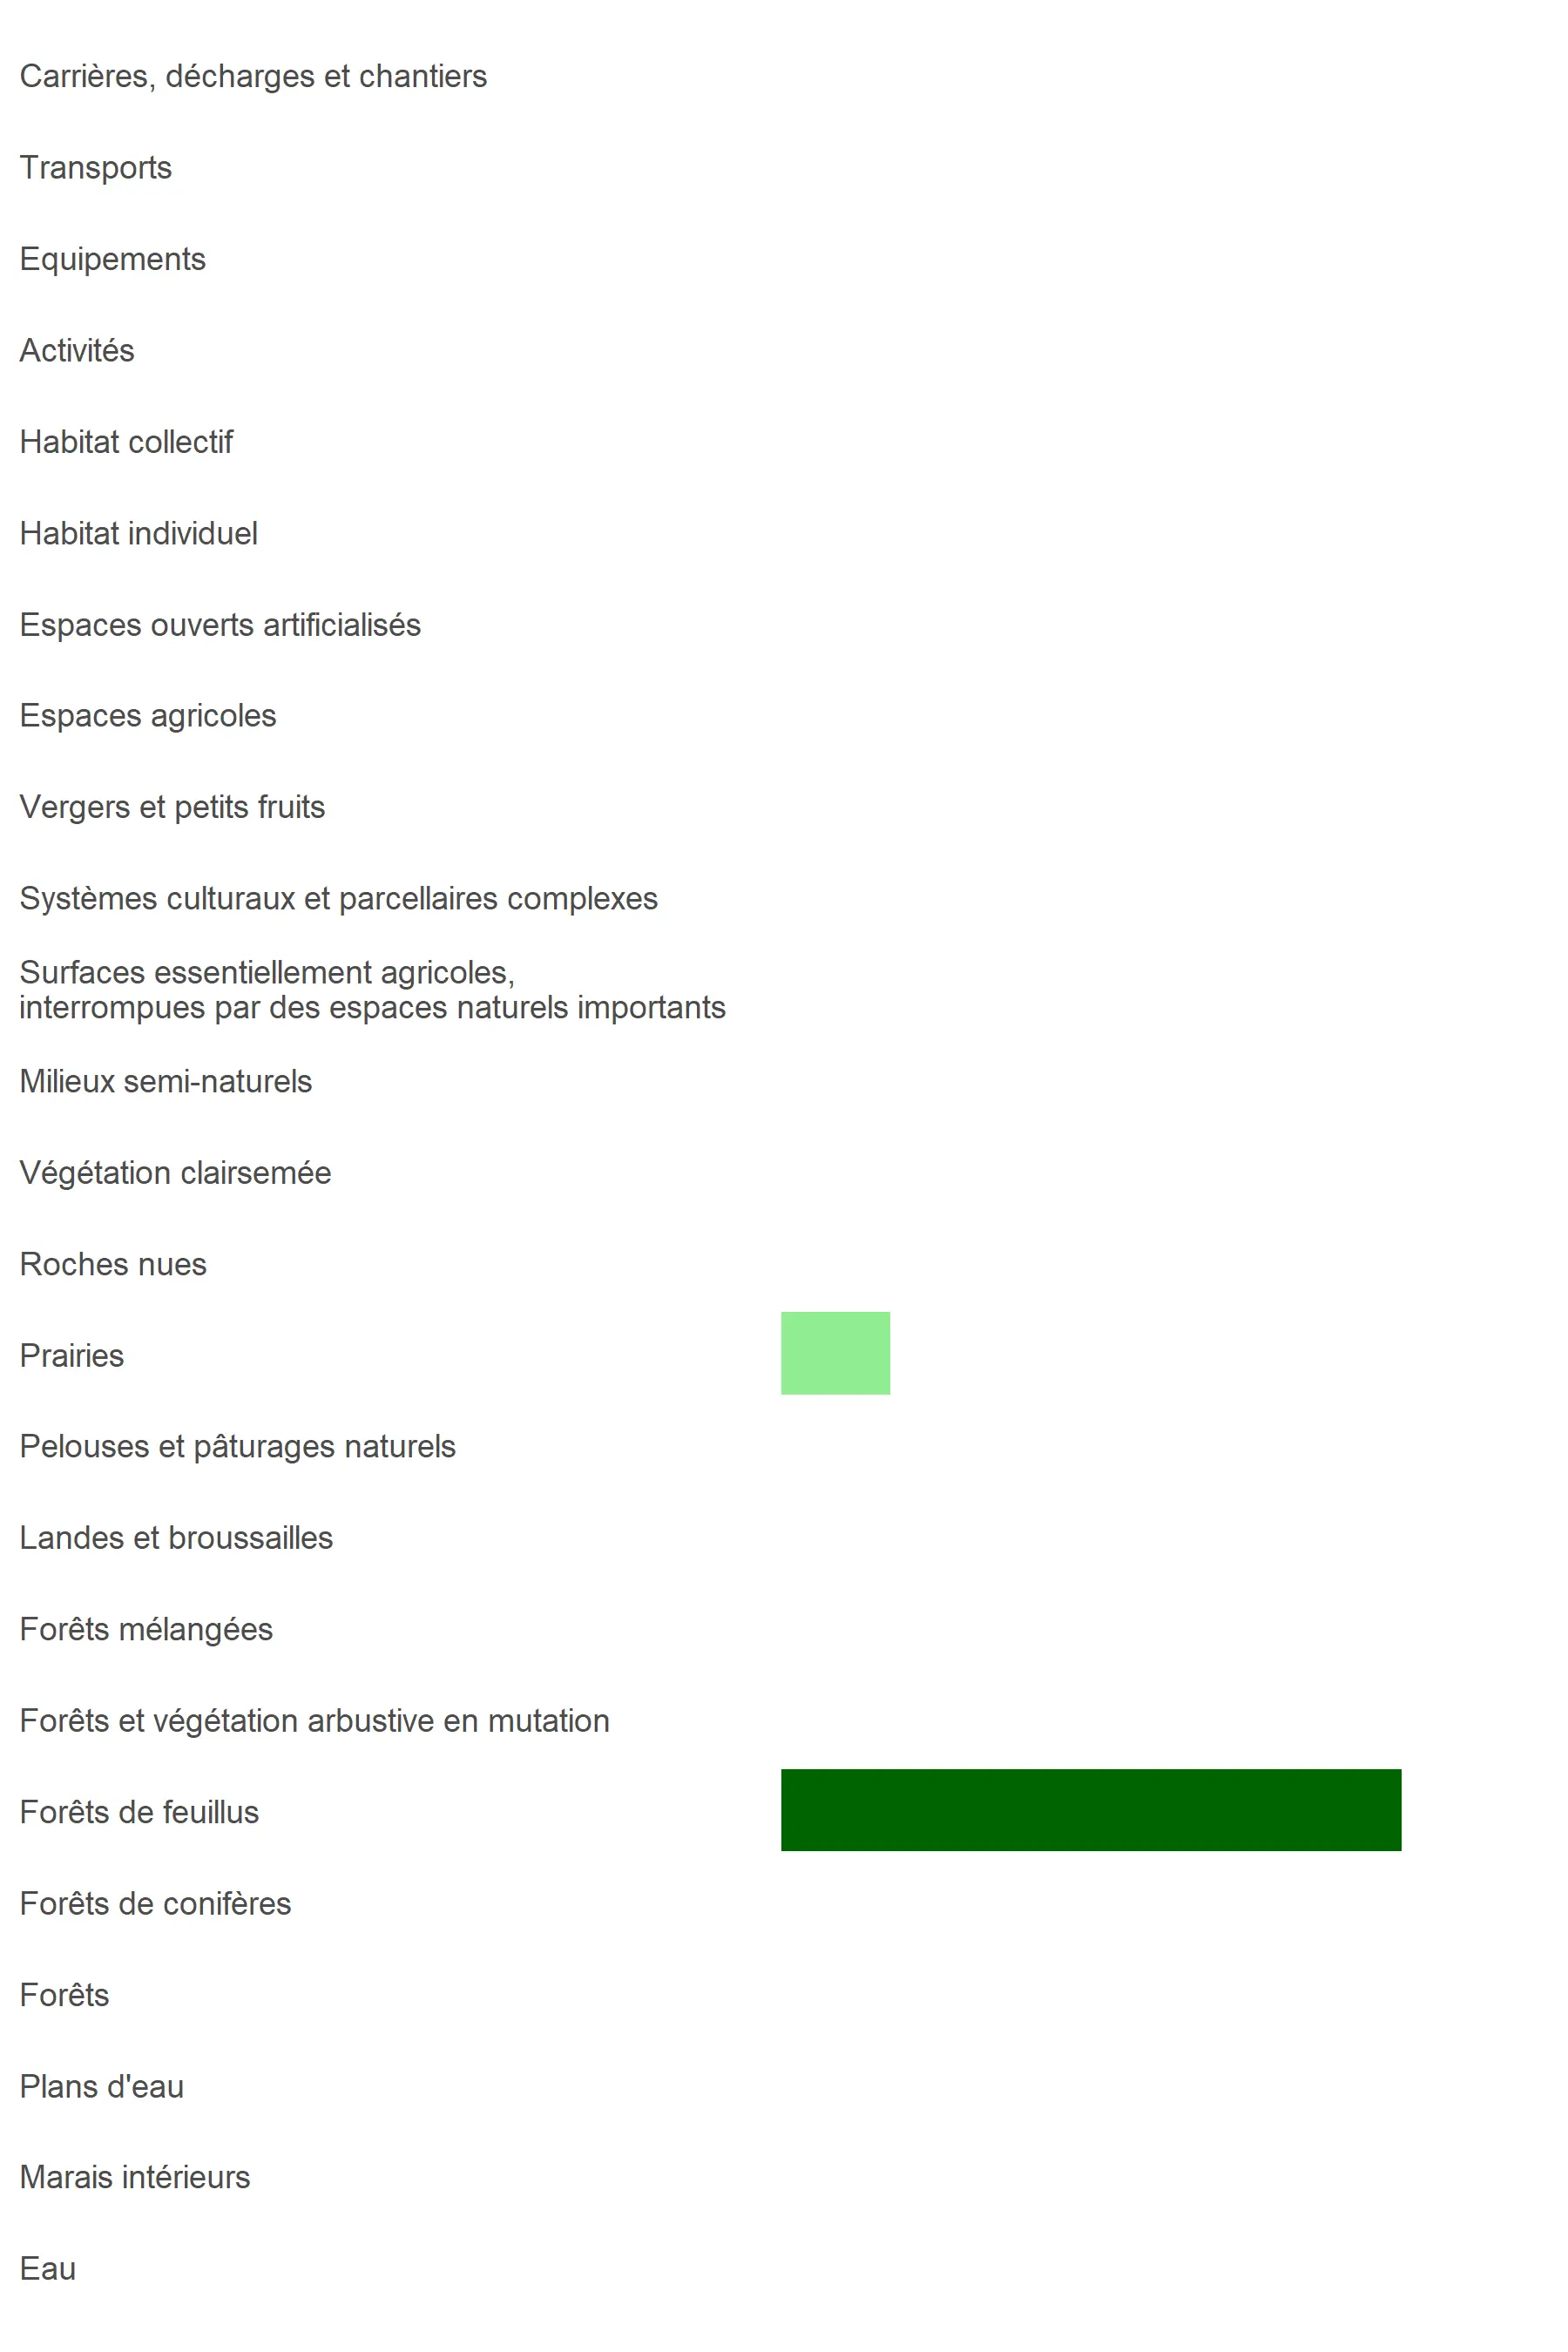 Carrières, décharges et chantiers
Transports
Equipements
Activités
Habitat collectif
Habitat individuel
Espaces ouverts artificialisés
Espaces agricoles
Vergers et petits fruits
Systèmes culturaux et parcellaires complexes
Surfaces essentiellement agricoles,
interrompues par des espaces naturels importants
Milieux semi-naturels
Végétation clairsemée
Roches nues
Prairies
Pelouses et pâturages naturels
Landes et broussailles
Forêts mélangées
Forêts et végétation arbustive en mutation
Forêts de feuillus
Forêts de conifères
Forêts
Plans d'eau
Marais intérieurs
Eau